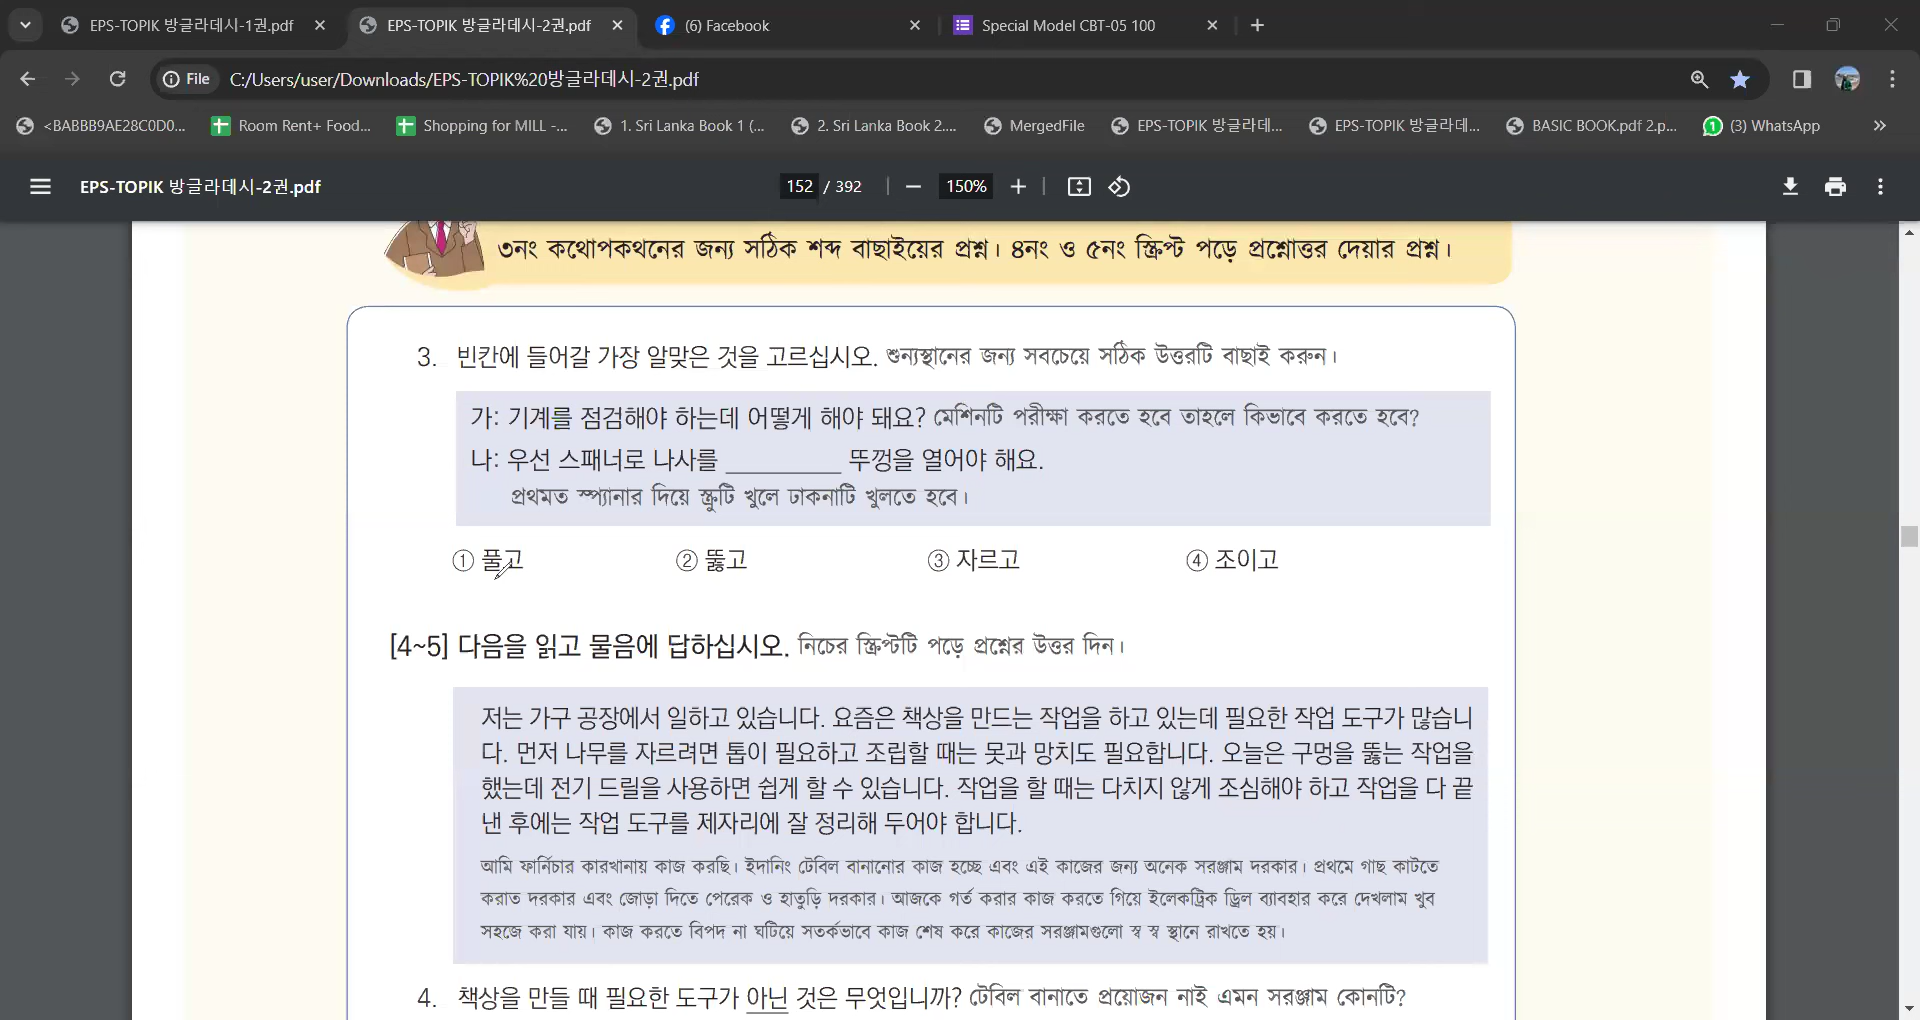 EPS-TOPIK 방글라데시-1권.pdf
EPS-TOPIK 방글라데시-2권.pdf
(6) Facebook
Special Model CBT-05 100
File
C:/Users/user/Downloads/EPS-TOPIK%20방글라데시-2권.pdf
<BABBB9AE28C0D0...
Room Rent+ Food...
Shopping for MILL -...
1. Sri Lanka Book 1 (...
2. Sri Lanka Book 2....
MergedFile
EPS-TOPIK 방글라데...
EPS-TOPIK 방글라데...
BASIC BOOK.pdf 2.p...
1
(3) WhatsApp
»
EPS-TOPIK 방글라데시-2권.pdf
152 / 392
150%
৩নং কথোপকথনের জন্য সঠিক শব্দ বাছাইয়ের প্রশ্ন। ৪নং ও ৫নং স্ক্রিপ্ট পড়ে প্রশ্নোত্তর দেয়ার প্রশ্ন।
3. 빈칸에 들어갈 가장 알맞은 것을 고르십시오. শুন্যস্থানের জন্য সবচেয়ে সঠিক উত্তরটি বাছাই করুন।
가: 기계를 점검해야 하는데 어떻게 해야 돼요? মেশিনটি পরীক্ষা করতে হবে তাহলে কিভাবে করতে হবে?
나: 우선 스패너로 나사를 __________ 뚜껑을 열어야 해요.
প্রথমত স্প্যানার দিয়ে স্ক্রুটি খুলে ঢাকনাটি খুলতে হবে।
① 풀고 ② 뚫고 ③ 자르고 ④ 조이고
[4~5] 다음을 읽고 물음에 답하십시오. নিচের স্ক্রিপ্টটি পড়ে প্রশ্নের উত্তর দিন।
저는 가구 공장에서 일하고 있습니다. 요즘은 책상을 만드는 작업을 하고 있는데 필요한 작업 도구가 많습니
다. 먼저 나무를 자르려면 톱이 필요하고 조립할 때는 못과 망치도 필요합니다. 오늘은 구멍을 뚫는 작업을
했는데 전기 드릴을 사용하면 쉽게 할 수 있습니다. 작업을 할 때는 다치지 않게 조심해야 하고 작업을 다 끝
낸 후에는 작업 도구를 제자리에 잘 정리해 두어야 합니다.
আমি ফার্নিচার কারখানায় কাজ করছি। ইদানিং টেবিল বানানোর কাজ হচ্ছে এবং এই কাজের জন্য অনেক সরঞ্জাম দরকার। প্রথমে গাছ কাটতে
করাত দরকার এবং জোড়া দিতে পেরেক ও হাতুড়ি দরকার। আজকে গর্ত করার কাজ করতে গিয়ে ইলেকট্রিক ড্রিল ব্যাবহার করে দেখলাম খুব
সহজে করা যায়। কাজ করতে বিপদ না ঘটিয়ে সতর্কভাবে কাজ শেষ করে কাজের সরঞ্জামগুলো স্ব স্ব স্থানে রাখতে হয়।
4. 책상을 만들 때 필요한 도구가 아닌 것은 무엇입니까? টেবিল বানাতে প্রয়োজন নাই এমন সরঞ্জাম কোনটি?